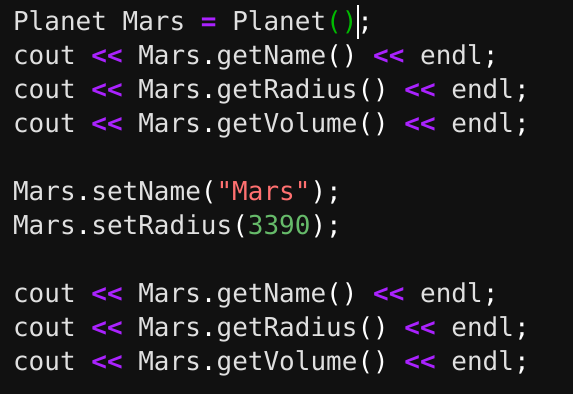 Planet Mars = Planet();
cout << Mars.getName() << endl;
cout << Mars.getRadius() << endl;
cout << Mars.getVolume() << endl;
Mars.setName("Mars");
Mars.setRadius(3390);
cout << Mars.getName() << endl;
cout << Mars.getRadius() << endl;
cout << Mars.getVolume() << endl;